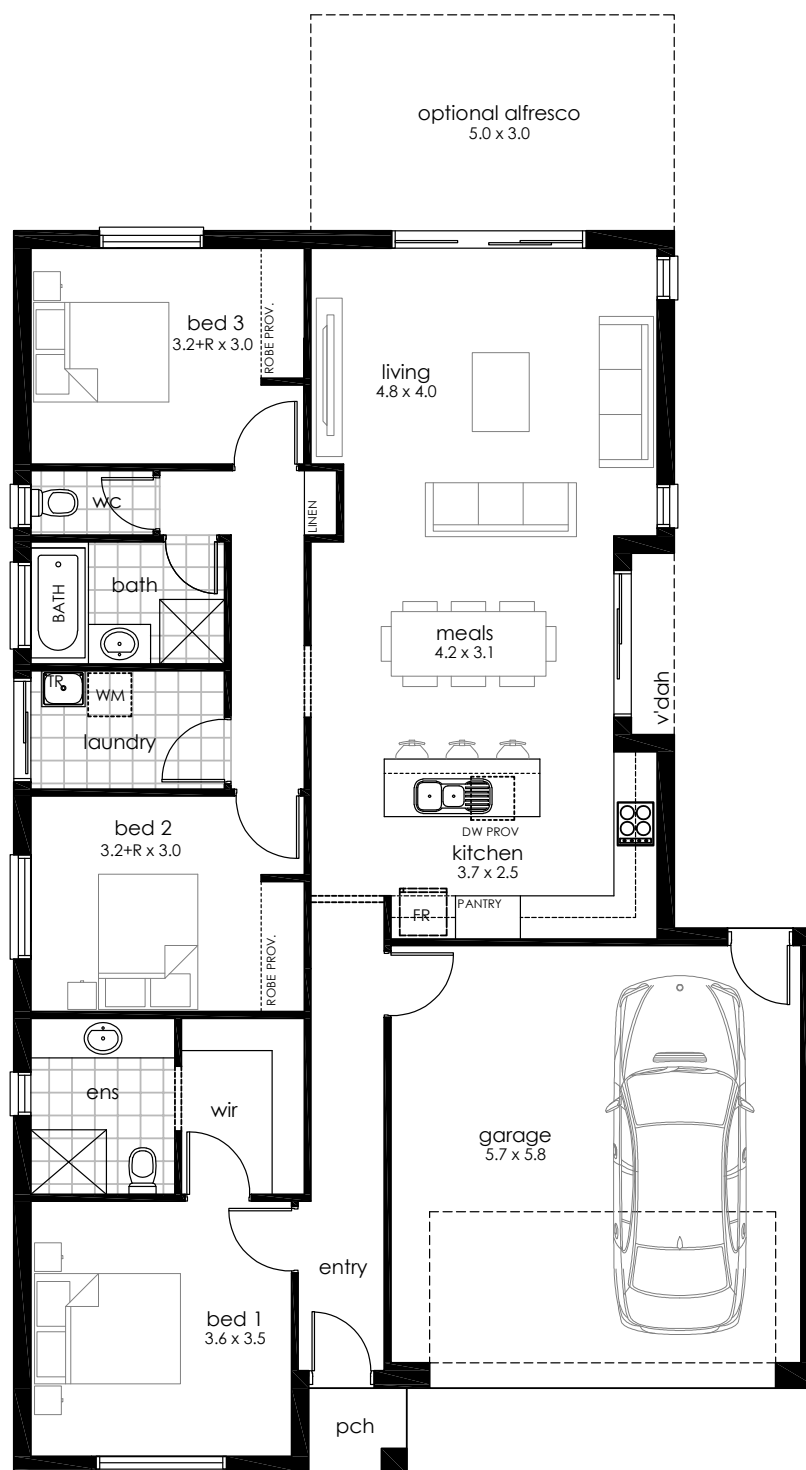 optional alfresco
5.0 x 3.0
bed 3
3.2+R x 3.0
ROBE PROV.
living
4.8 x 4.0
wc
LINEN
bath
BATH
meals
4.2 x 3.1
v'dah
TR
WM
laundry
bed 2
3.2+R x 3.0
ROBE PROV.
DW PROV
kitchen
3.7 x 2.5
FR
PANTRY
ens
wir
garage
5.7 x 5.8
entry
bed 1
3.6 x 3.5
pch